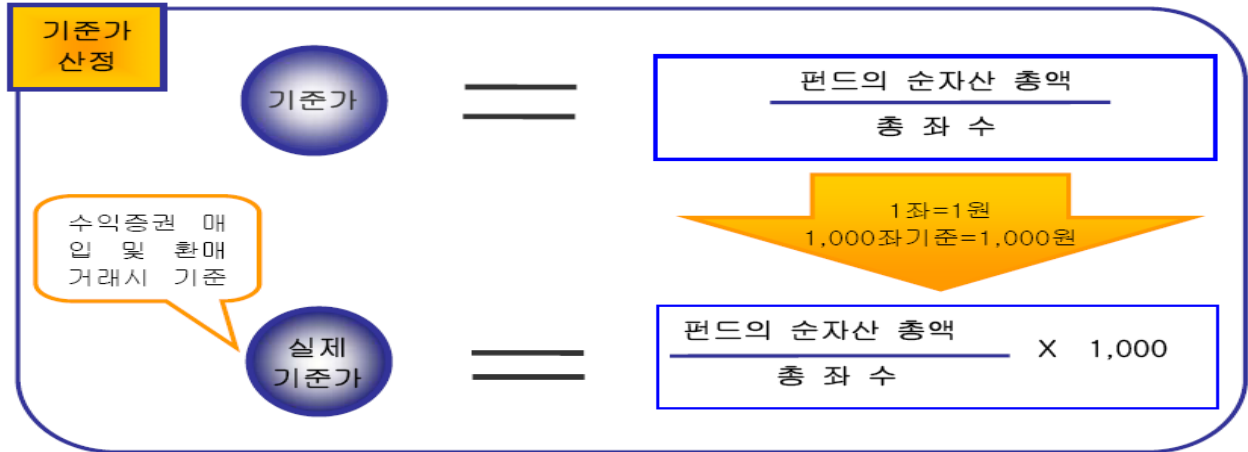 기준가
산정
기준가
펀드의 순자산 총액
총 좌 수
1좌=1원
1,000좌기준=1,000원
수익증권 매
입 및 환매
거래시 기준
실제
기준가
펀드의 순자산 총액
총 좌 수
X 1,000